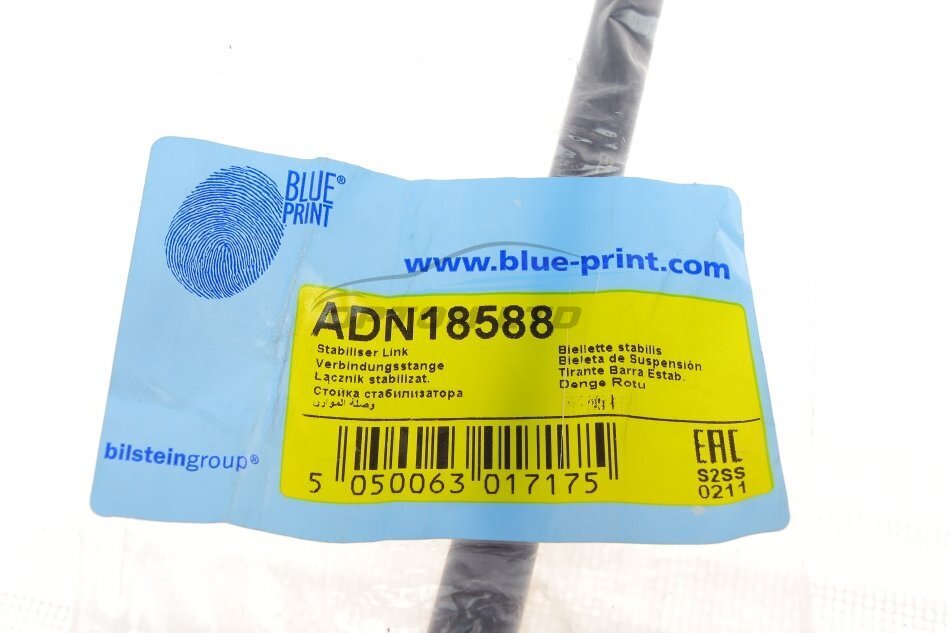 BLUE®
PRINT
www.blue-print.com
ADN18588
Stabiliser Link
Verbindungsstange
Łącznik stabilizat.
Стойка стабилизатора
وصلة الموازن
Biellette stabilis
Bieleta de Suspensión
Tirante Barra Estab.
Denge Rotu
bilsteingroup®
5 050063 017175
EAC
S2SS
0211